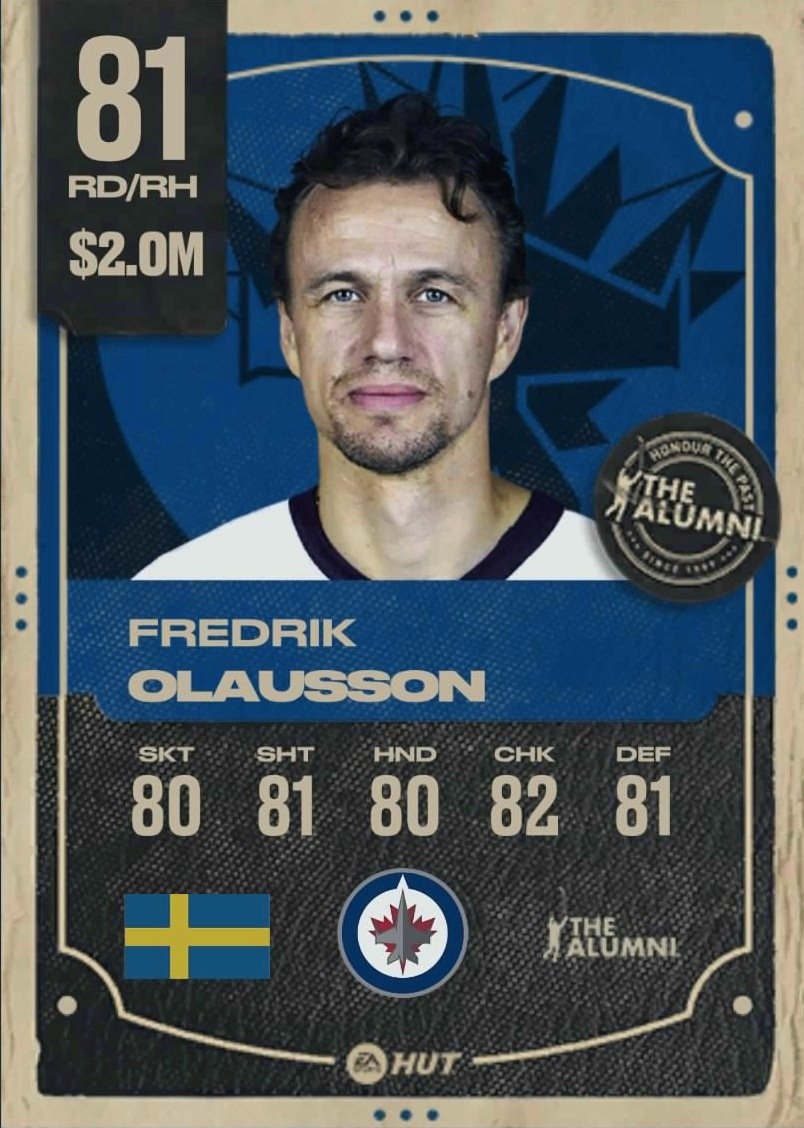 81
RD/RH
$2.0M
HONOUR THE PAST
THE
ALUMNI
FREDRIK
OLAUSSON
SKT SHT HND CHK DEF
80 81 80 82 81
THE
ALUMNI
EA
HUT